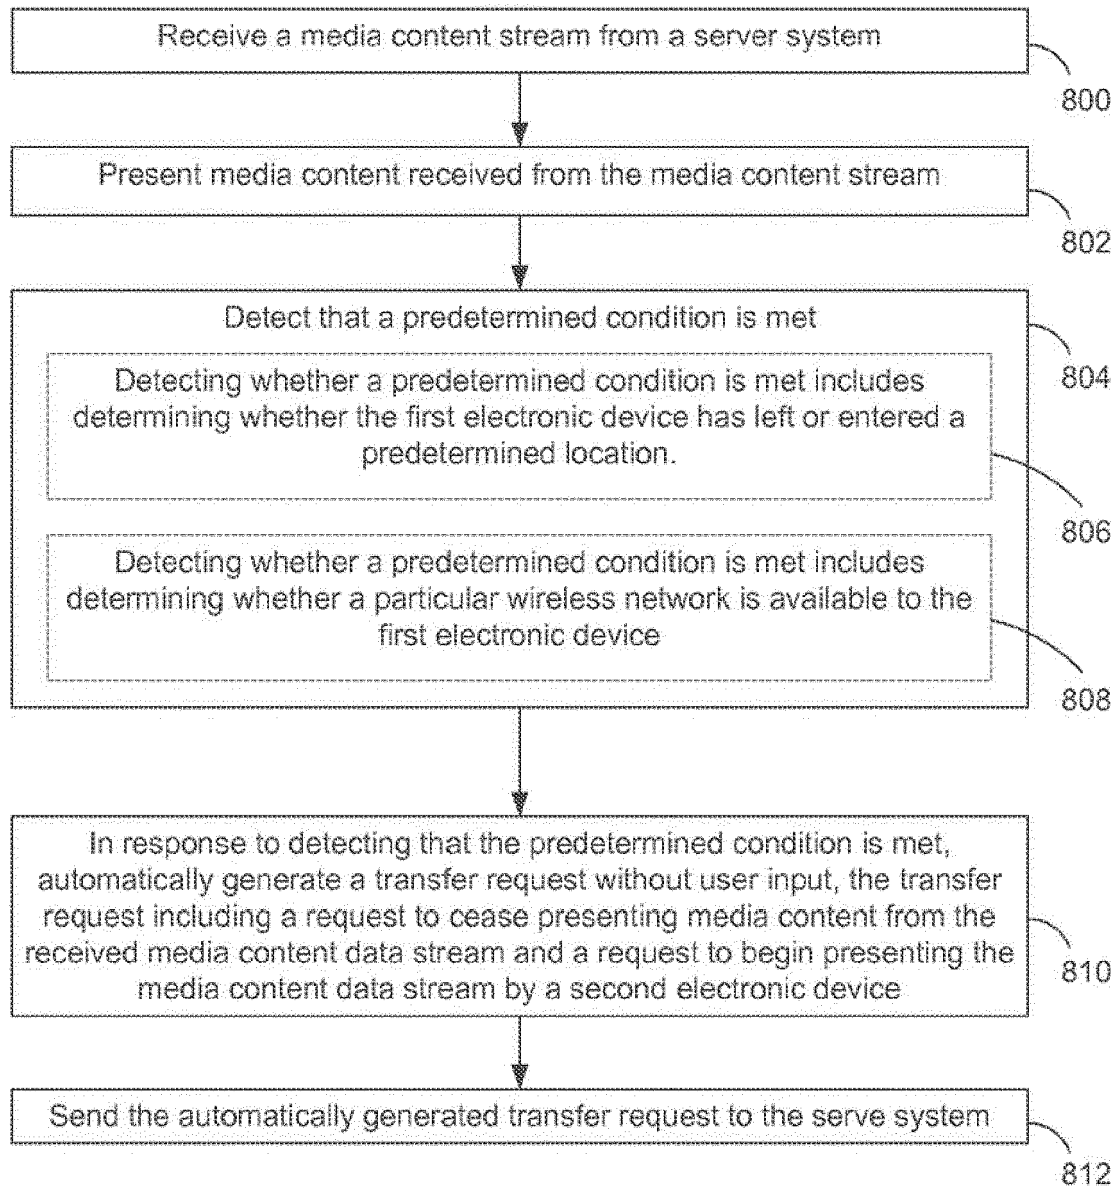 Receive a media content stream from a server system
800
Present media content received from the media content stream
802
Detect that a predetermined condition is met
804
Detecting whether a predetermined condition is met includes
determining whether the first electronic device has left or entered a
predetermined location.
806
Detecting whether a predetermined condition is met includes
determining whether a particular wireless network is available to the
first electronic device
808
In response to detecting that the predetermined condition is met,
automatically generate a transfer request without user input, the transfer
request including a request to cease presenting media content from the
received media content data stream and a request to begin presenting the
media content data stream by a second electronic device
810
Send the automatically generated transfer request to the serve system
812